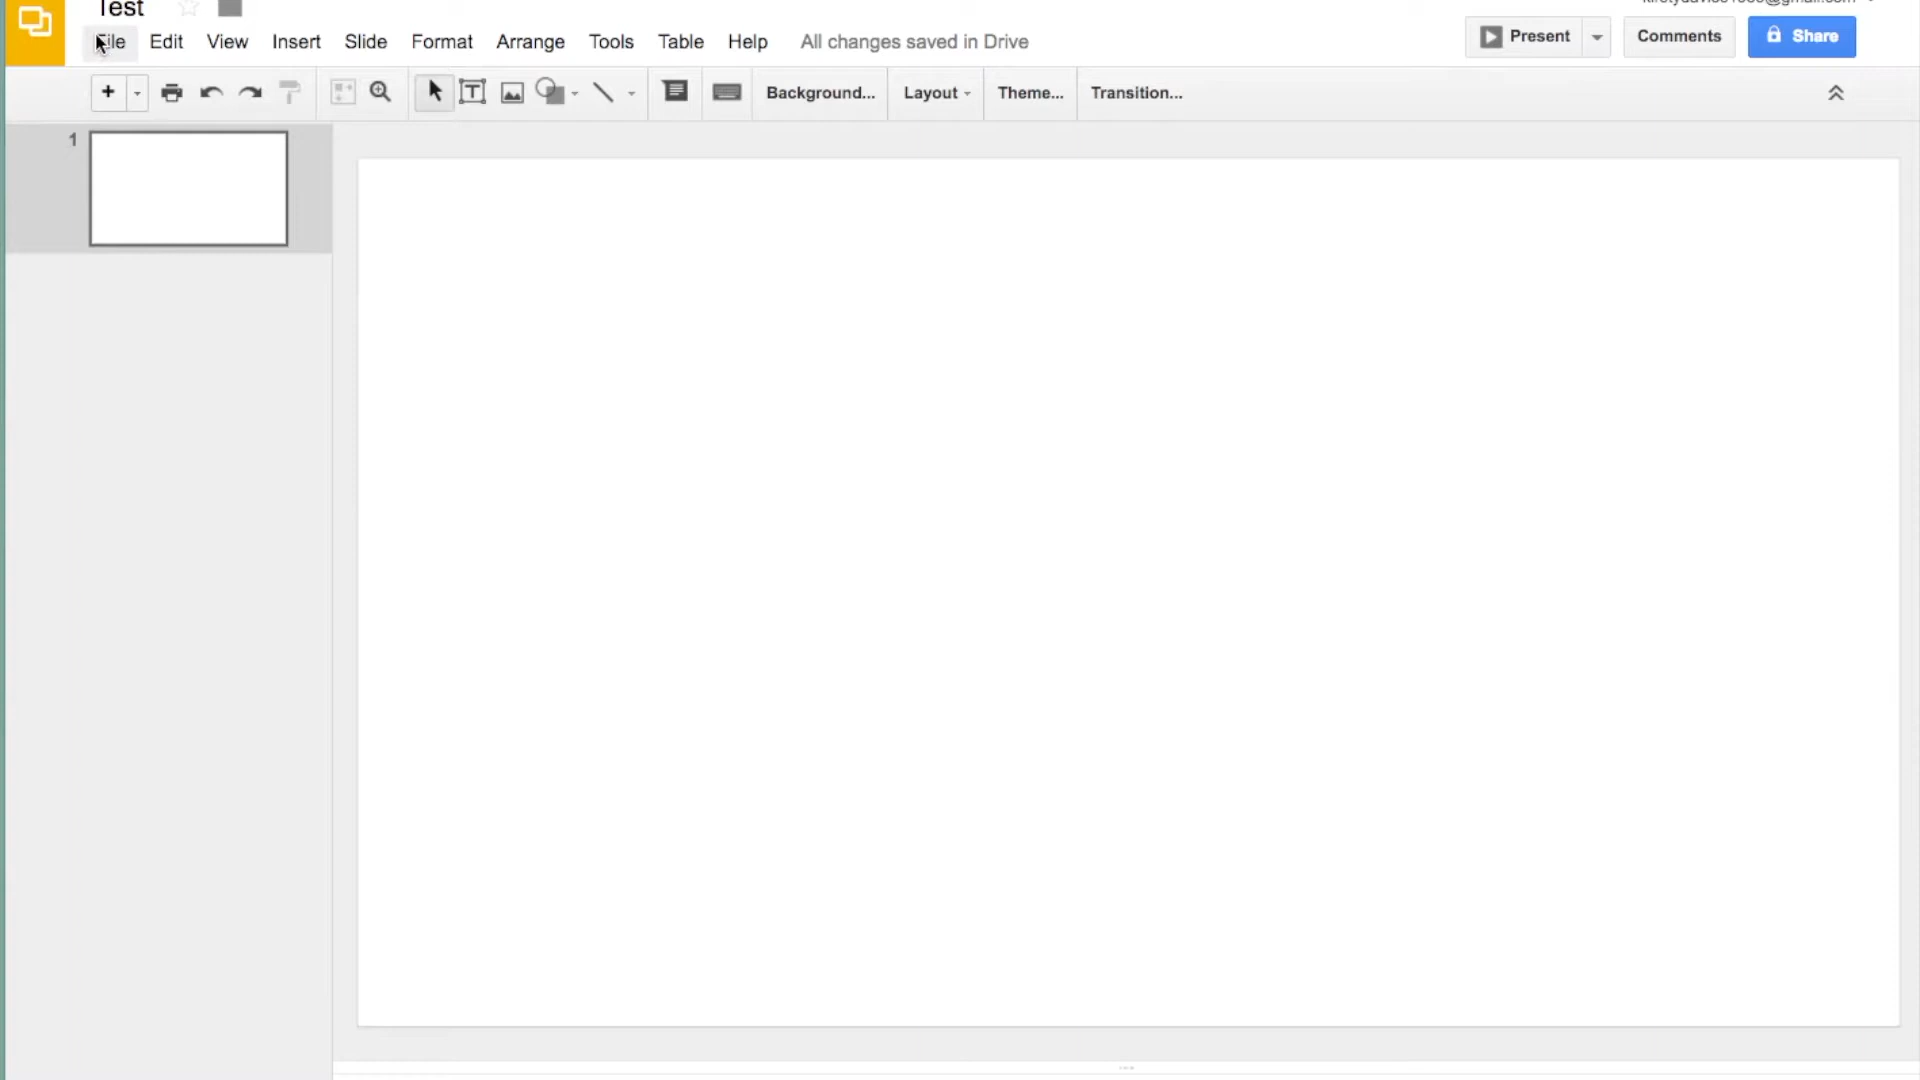 Test
File Edit View Insert Slide Format Arrange Tools Table Help All changes saved in Drive
Present Comments Share
Background... Layout Theme... Transition...
1